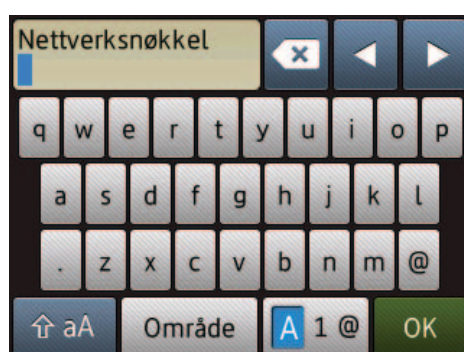 Nettverksnøkkel
q w e r t y u i o p
a s d f g h j k l
. z x c v b n m @
aA Område A 1 @ OK